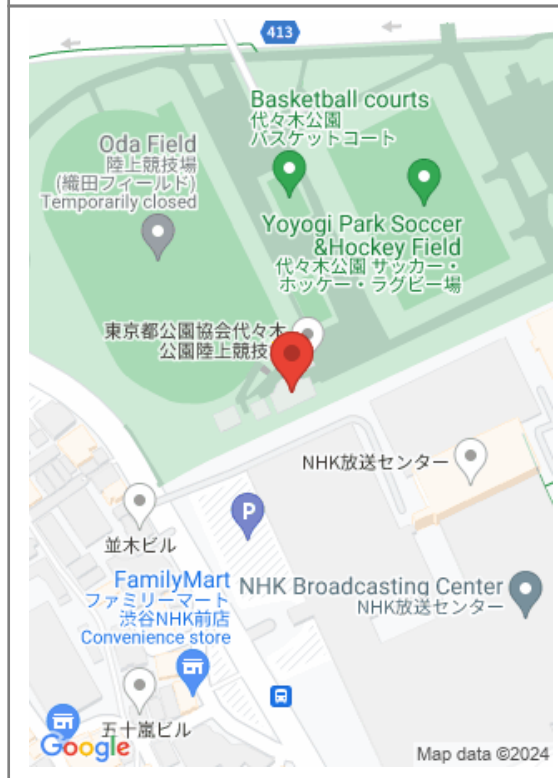 413
Basketball courts
代々木公園
バスケットコート
Oda Field
陸上競技場
(織田フィールド)
Temporarily closed
Yoyogi Park Soccer
&Hockey Field
代々木公園 サッカー・
ホッケー・ラグビー場
東京都公園協会代々木
公園陸上競技
NHK放送センター
P
並木ビル
FamilyMart
ファミリーマート
渋谷NHK前店
Convenience store
NHK Broadcasting Center
NHK放送センター
五十嵐ビル
Google
Map data ©2024